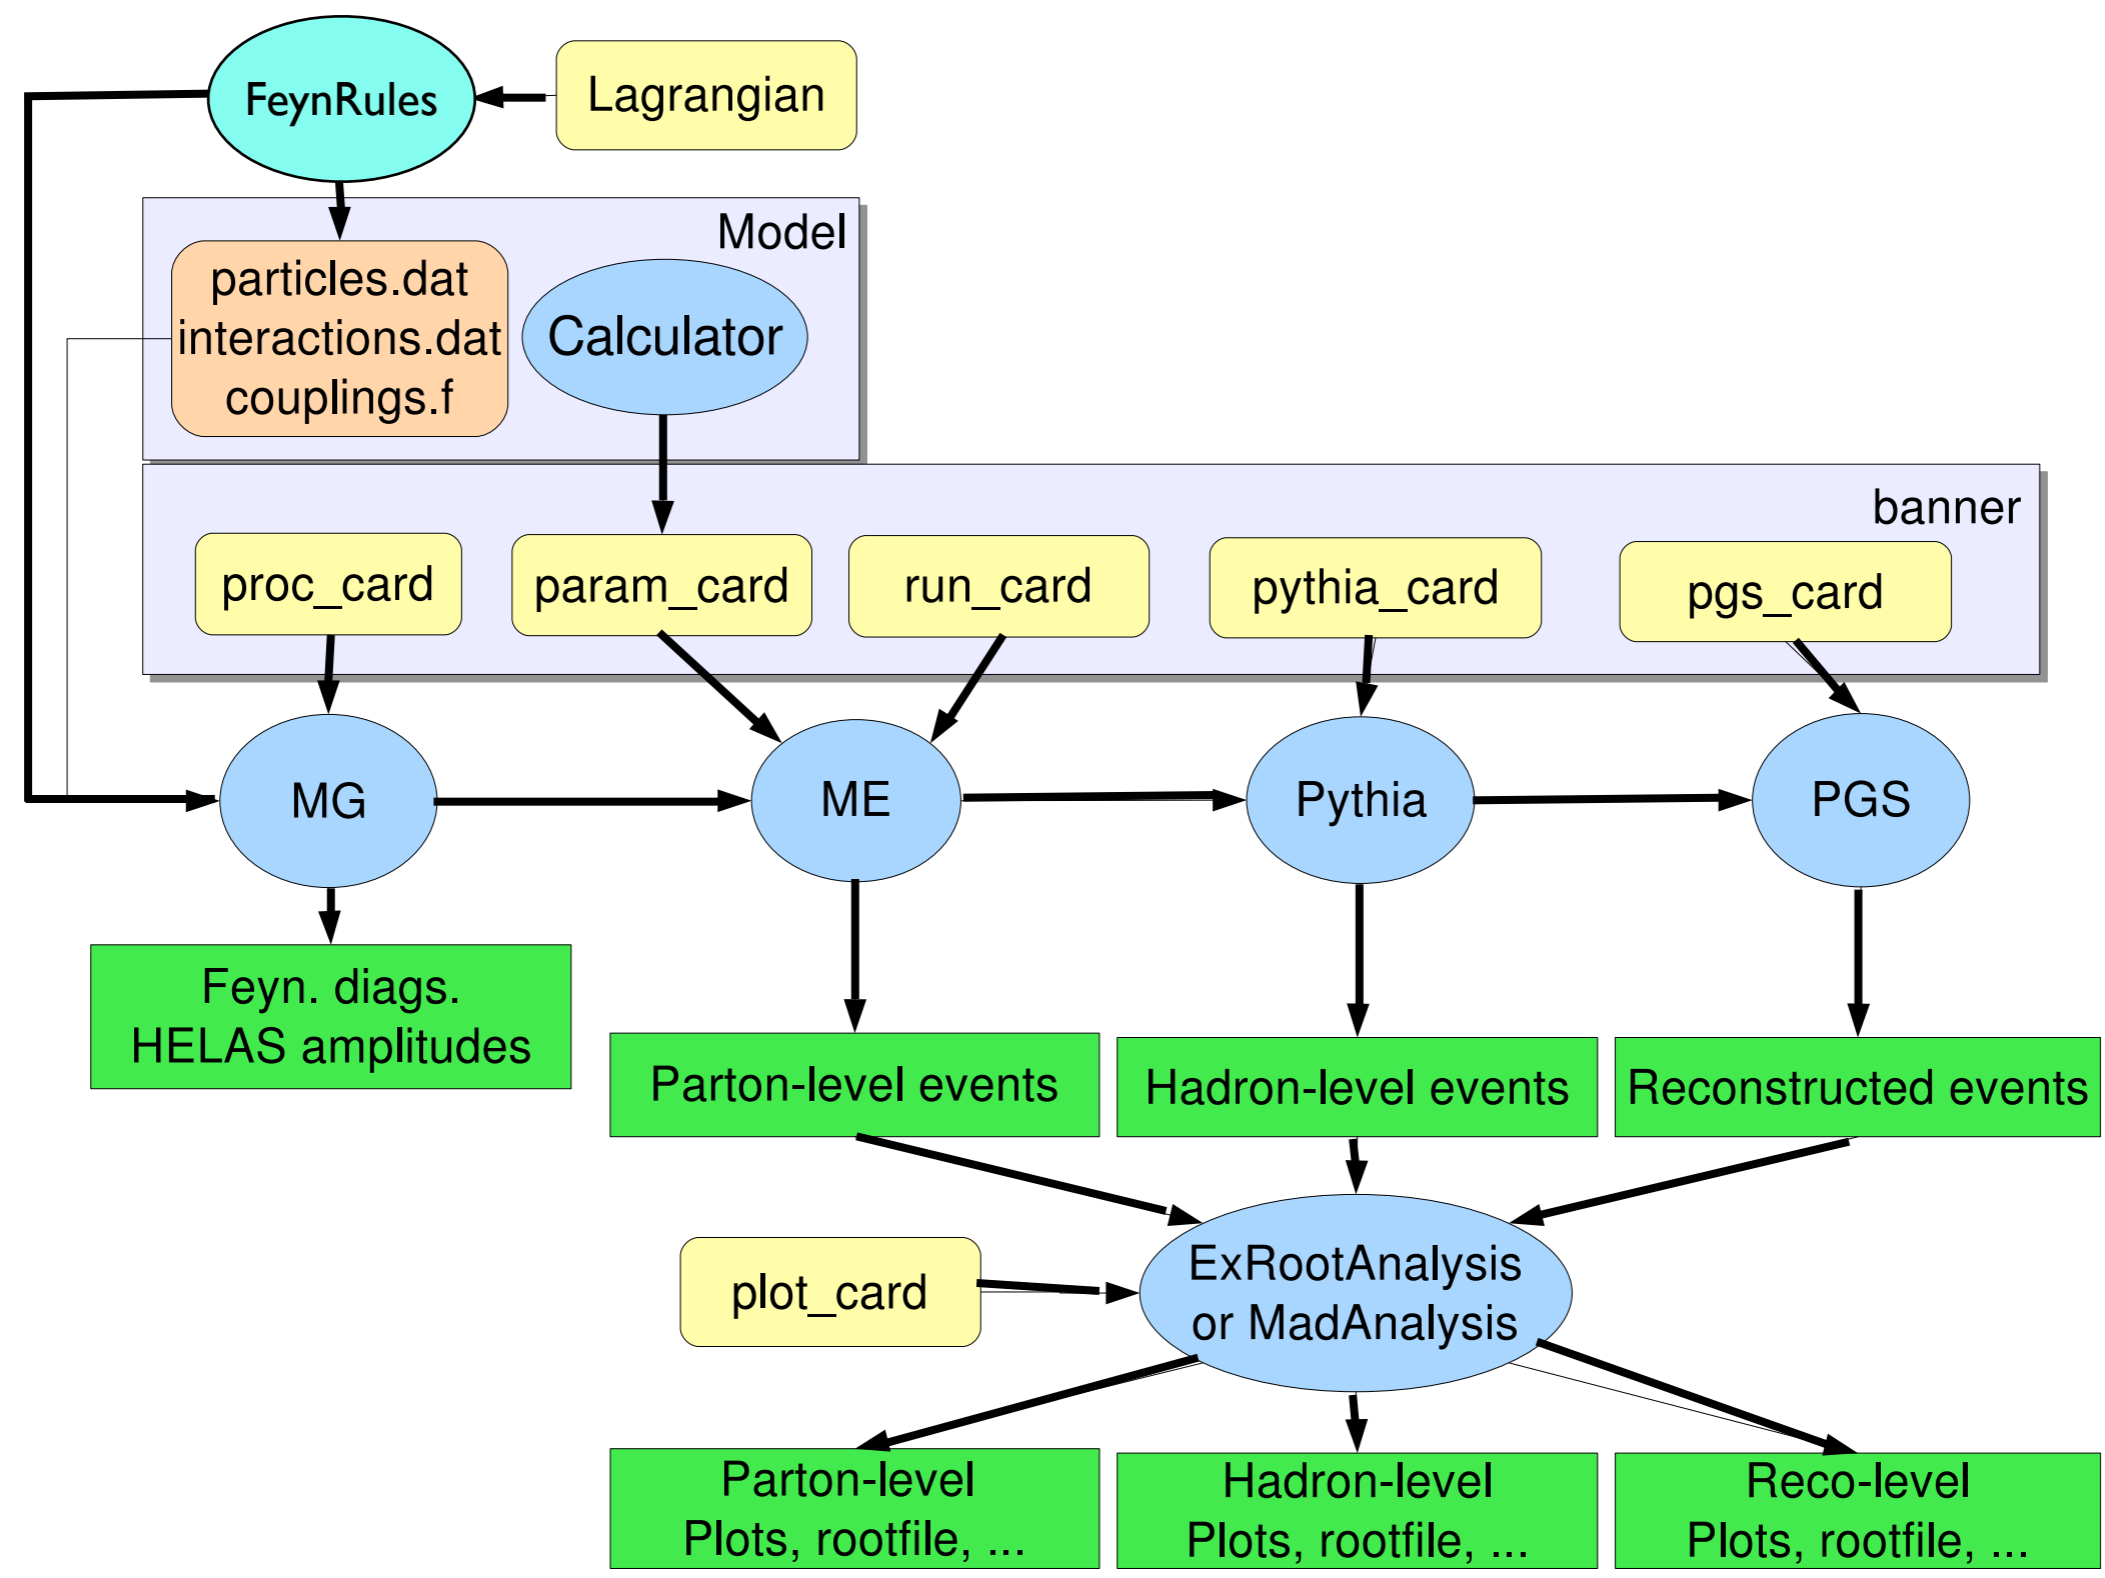 FeynRules
Lagrangian
Model
particles.dat
interactions.dat
couplings.f
Calculator
banner
proc_card
param_card
run_card
pythia_card
pgs_card
MG
ME
Pythia
PGS
Feyn. diags.
HELAS amplitudes
Parton-level events
Hadron-level events
Reconstructed events
plot_card
ExRootAnalysis
or MadAnalysis
Parton-level
Plots, rootfile, ...
Hadron-level
Plots, rootfile, ...
Reco-level
Plots, rootfile, ...